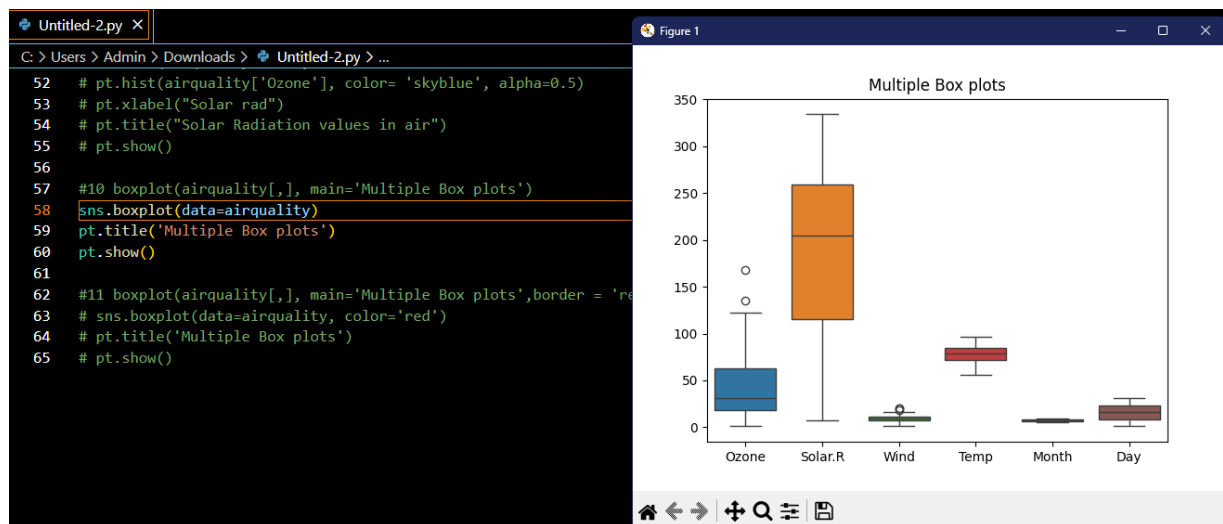 Untitled-2.py ✕
C: > Users > Admin > Downloads > Untitled-2.py > ...
52 # pt.hist(airquality['Ozone'], color= 'skyblue', alpha=0.5)
53 # pt.xlabel("Solar rad")
54 # pt.title("Solar Radiation values in air")
55 # pt.show()
56
57 #10 boxplot(airquality[,], main='Multiple Box plots')
58 sns.boxplot(data=airquality)
59 pt.title('Multiple Box plots')
60 pt.show()
61
62 #11 boxplot(airquality[,], main='Multiple Box plots',border = 're
63 # sns.boxplot(data=airquality, color='red')
64 # pt.title('Multiple Box plots')
65 # pt.show()
Figure 1
Multiple Box plots
350
300
250
200
150
100
50
0
Ozone Solar.R Wind Temp Month Day